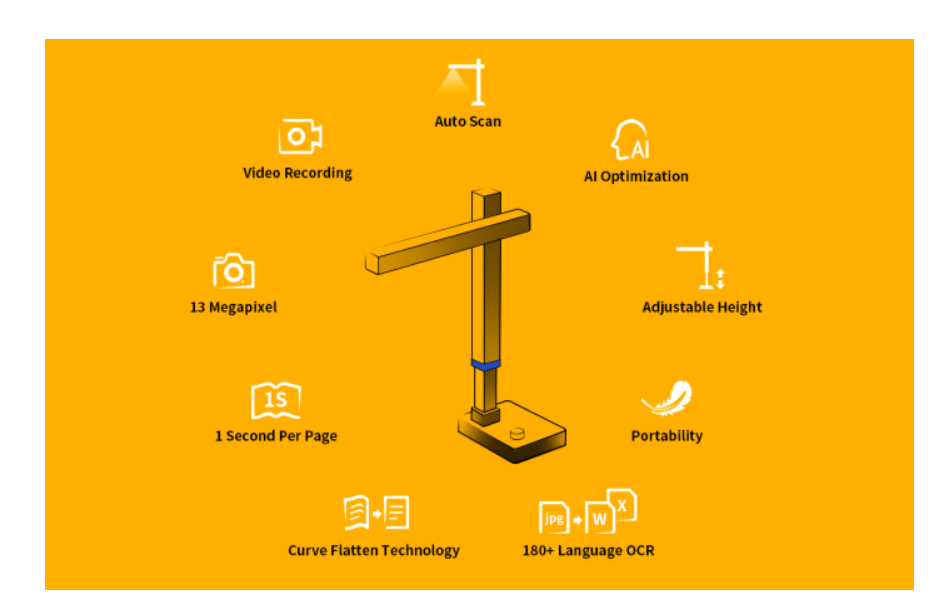 Auto Scan
Video Recording
AI
AI Optimization
13 Megapixel
Adjustable Height
1S
1 Second Per Page
Portability
jpg W X
Curve Flatten Technology
180+ Language OCR